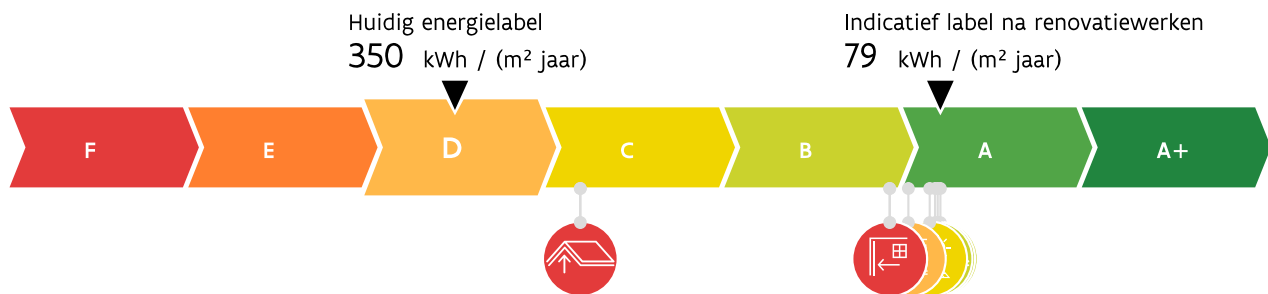 Huidig energielabel
350 kWh / (m² jaar)
Indicatief label na renovatiewerken
79 kWh / (m² jaar)
F E D C B A A+